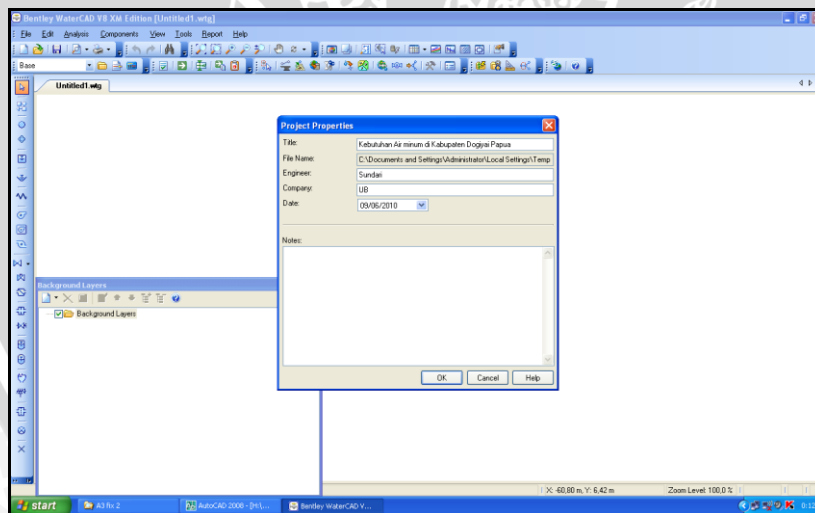 Bentley WaterCAD V8 XM Edition [Untitled1.wtg]
File Edit Analysis Components View Tools Report Help
Base
Untitled1.wtg
Project Properties
Title: Kebutuhan Air minum di Kabupaten Dogiyai Papua
File Name: C:\Documents and Settings\Administrator\Local Settings\Temp
Engineer: Sundari
Company: UB
Date: 09/06/2010
Notes:
OK Cancel Help
Background Layers
Background Layers
X: -60,80 m, Y: 6,42 m Zoom Level: 100,0 %
start A3 fix 2 AutoCAD 2008 - [H:\... Bentley WaterCAD V...